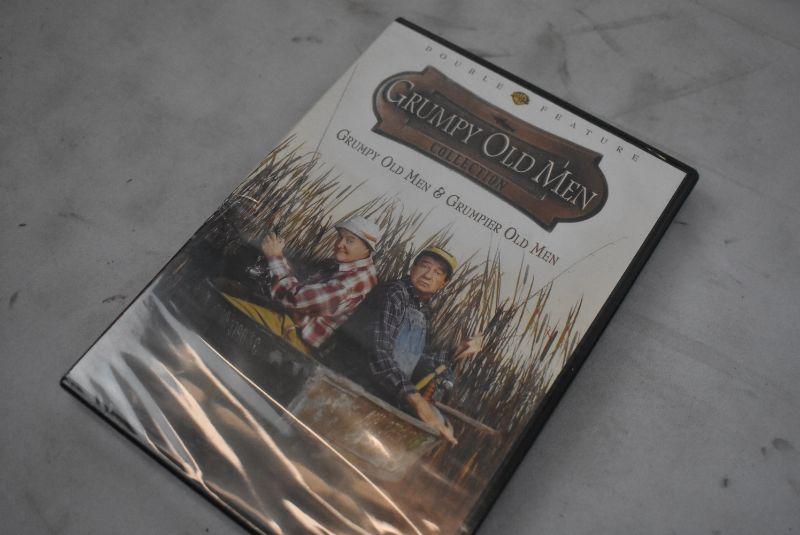 DOUBLE FEATURE
GRUMPY OLD MEN
COLLECTION
GRUMPY OLD MEN & GRUMPIER OLD MEN